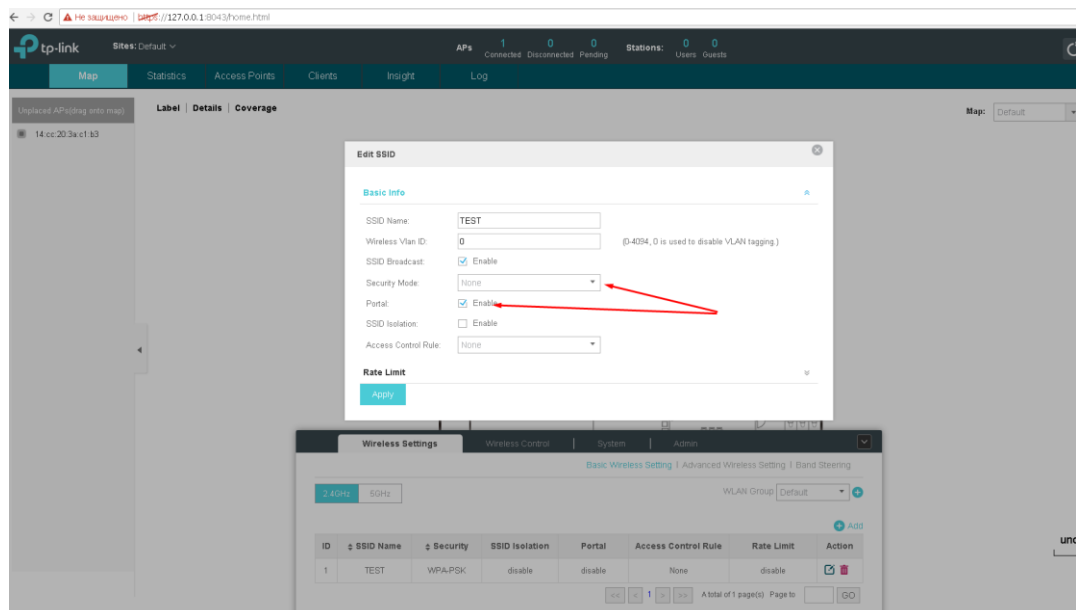 Не защищено | https://127.0.0.1:8043/home.html
tp-link Sites: Default APs 1 Connected 0 Disconnected 0 Pending Stations: 0 Users 0 Guests
Map Statistics Access Points Clients Insight Log
Unplaced APs(drag onto map) Label | Details | Coverage Map: Default
14:cc:20:3a:c1:b3
Edit SSID
Basic Info
SSID Name: TEST
Wireless Vlan ID: 0 (0-4094, 0 is used to disable VLAN tagging.)
SSID Broadcast: Enable
Security Mode: None
Portal: Enable
SSID Isolation: Enable
Access Control Rule: None
Rate Limit
Apply
Wireless Settings Wireless Control | System | Admin
Basic Wireless Setting | Advanced Wireless Setting | Band Steering
2.4GHz 5GHz WLAN Group Default
Add
ID SSID Name Security SSID Isolation Portal Access Control Rule Rate Limit Action
1 TEST WPA-PSK disable disable None disable
<< < 1 > >> A total of 1 page(s) Page to GO